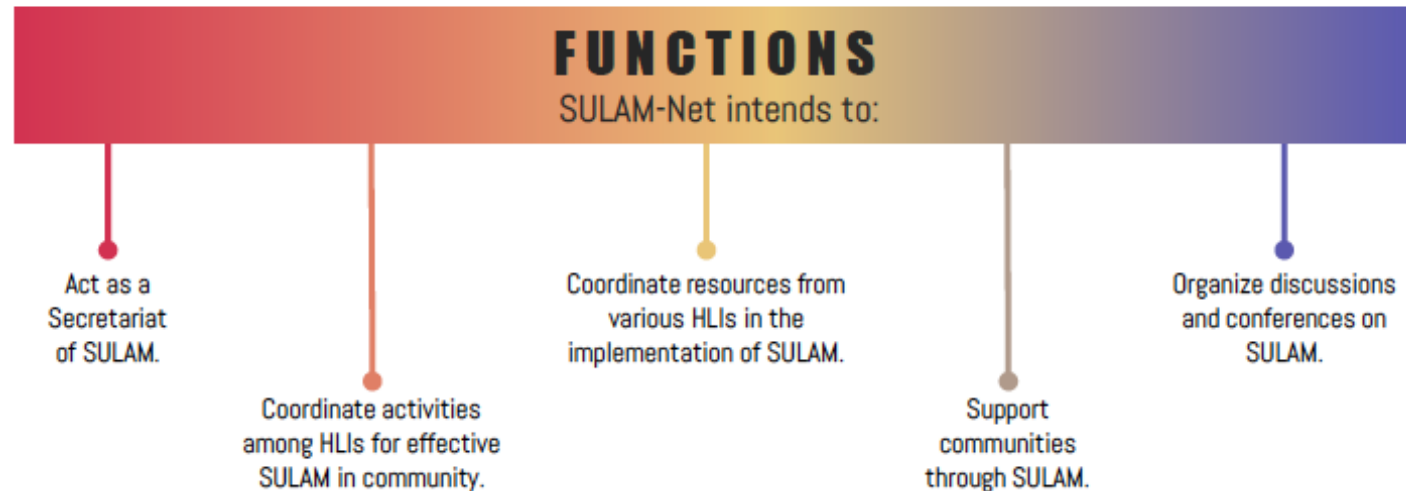 FUNCTIONS
SULAM-Net intends to:
Act as a
Secretariat
of SULAM.
Coordinate activities
among HLIs for effective
SULAM in community.
Coordinate resources from
various HLIs in the
implementation of SULAM.
Support
communities
through SULAM.
Organize discussions
and conferences on
SULAM.